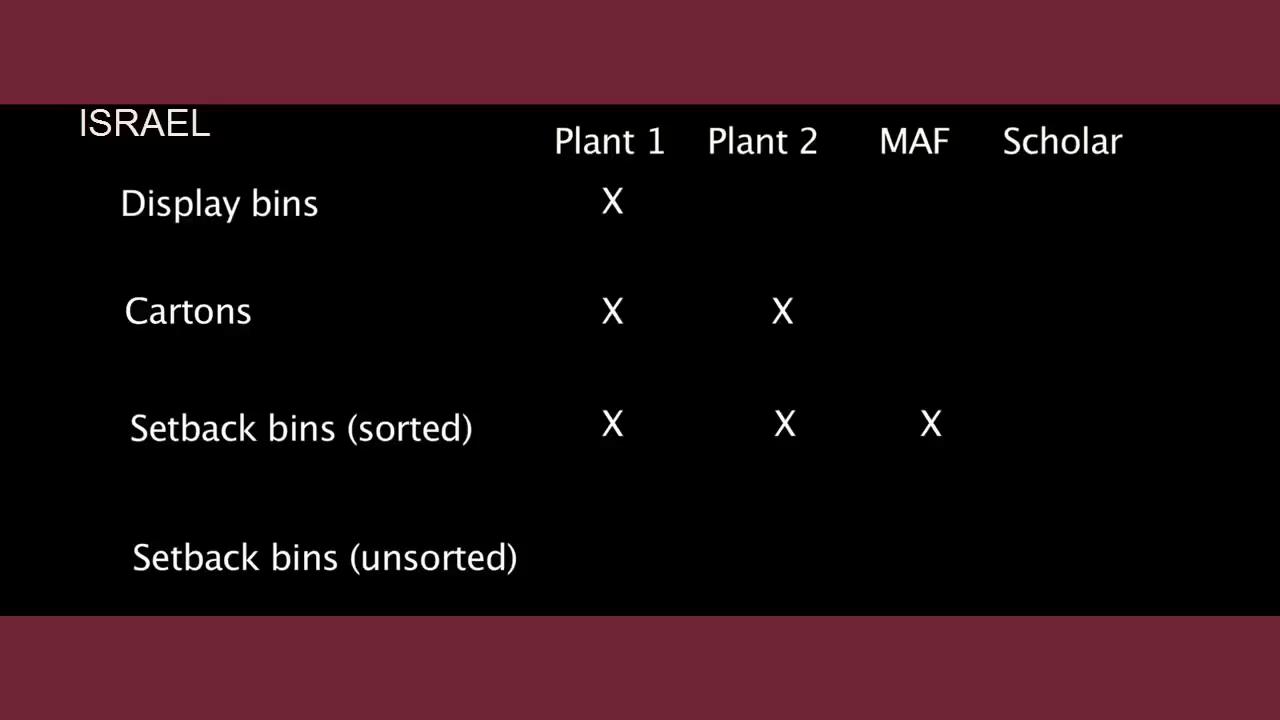 ISRAEL
Plant 1 Plant 2 MAF Scholar
Display bins X
Cartons X X
Setback bins (sorted) X X X
Setback bins (unsorted)